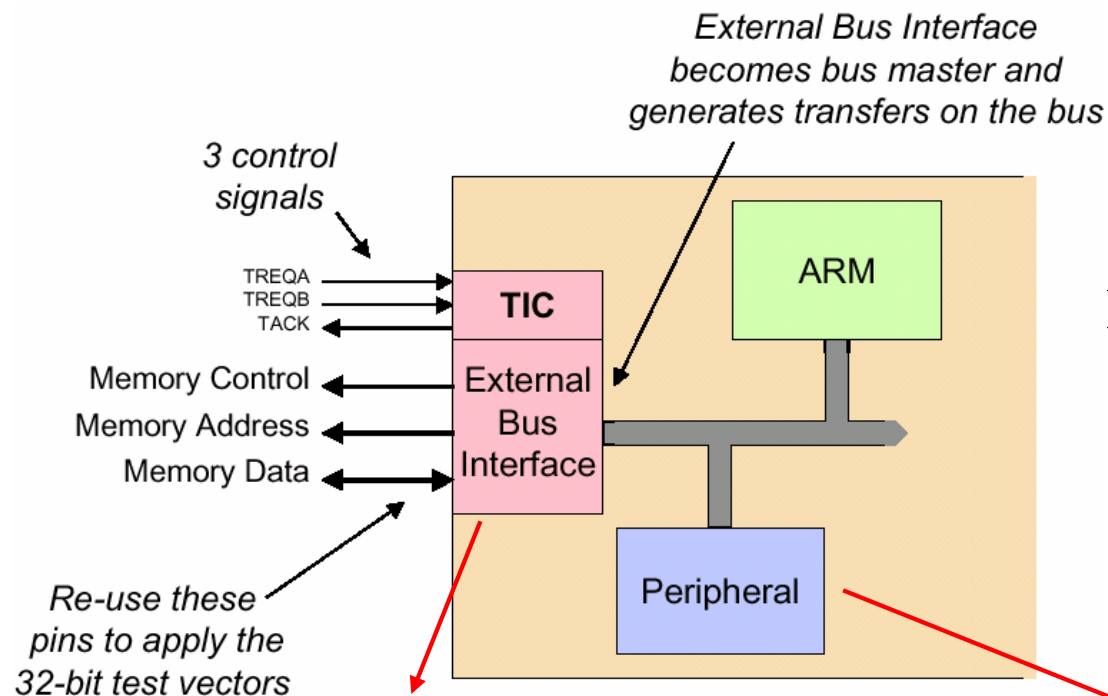 External Bus Interface
becomes bus master and
generates transfers on the bus
3 control
signals
TREQA
TREQB
TACK
TIC
ARM
Memory Control
Memory Address
Memory Data
External
Bus
Interface
Peripheral
Re-use these
pins to apply the
32-bit test vectors